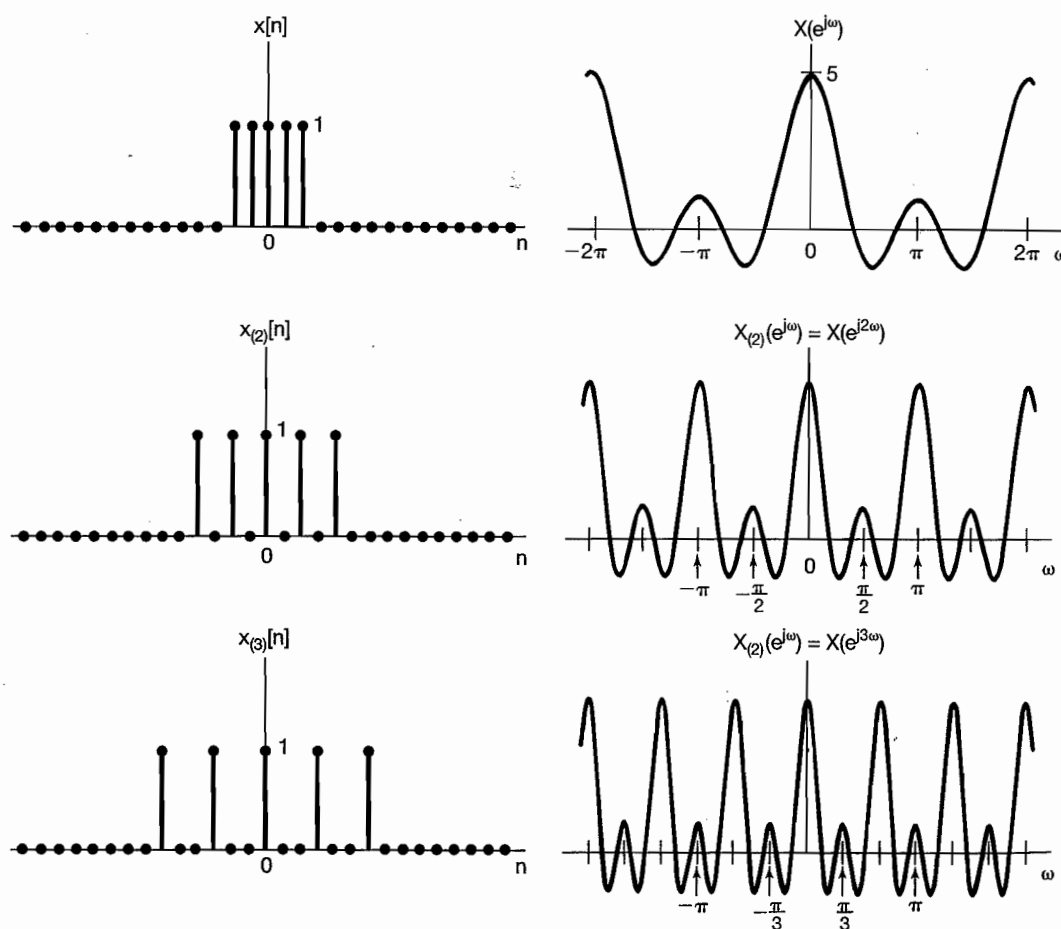 x[n]
1
0
n
X(e^{jω})
5
−2π
−π
0
π
2π
ω
x_{(2)}[n]
1
0
n
X_{(2)}(e^{jω}) = X(e^{j2ω})
0
ω
−π
−π/2
π/2
π
x_{(3)}[n]
1
0
n
X_{(2)}(e^{jω}) = X(e^{j3ω})
ω
−π
−π/3
π/3
π